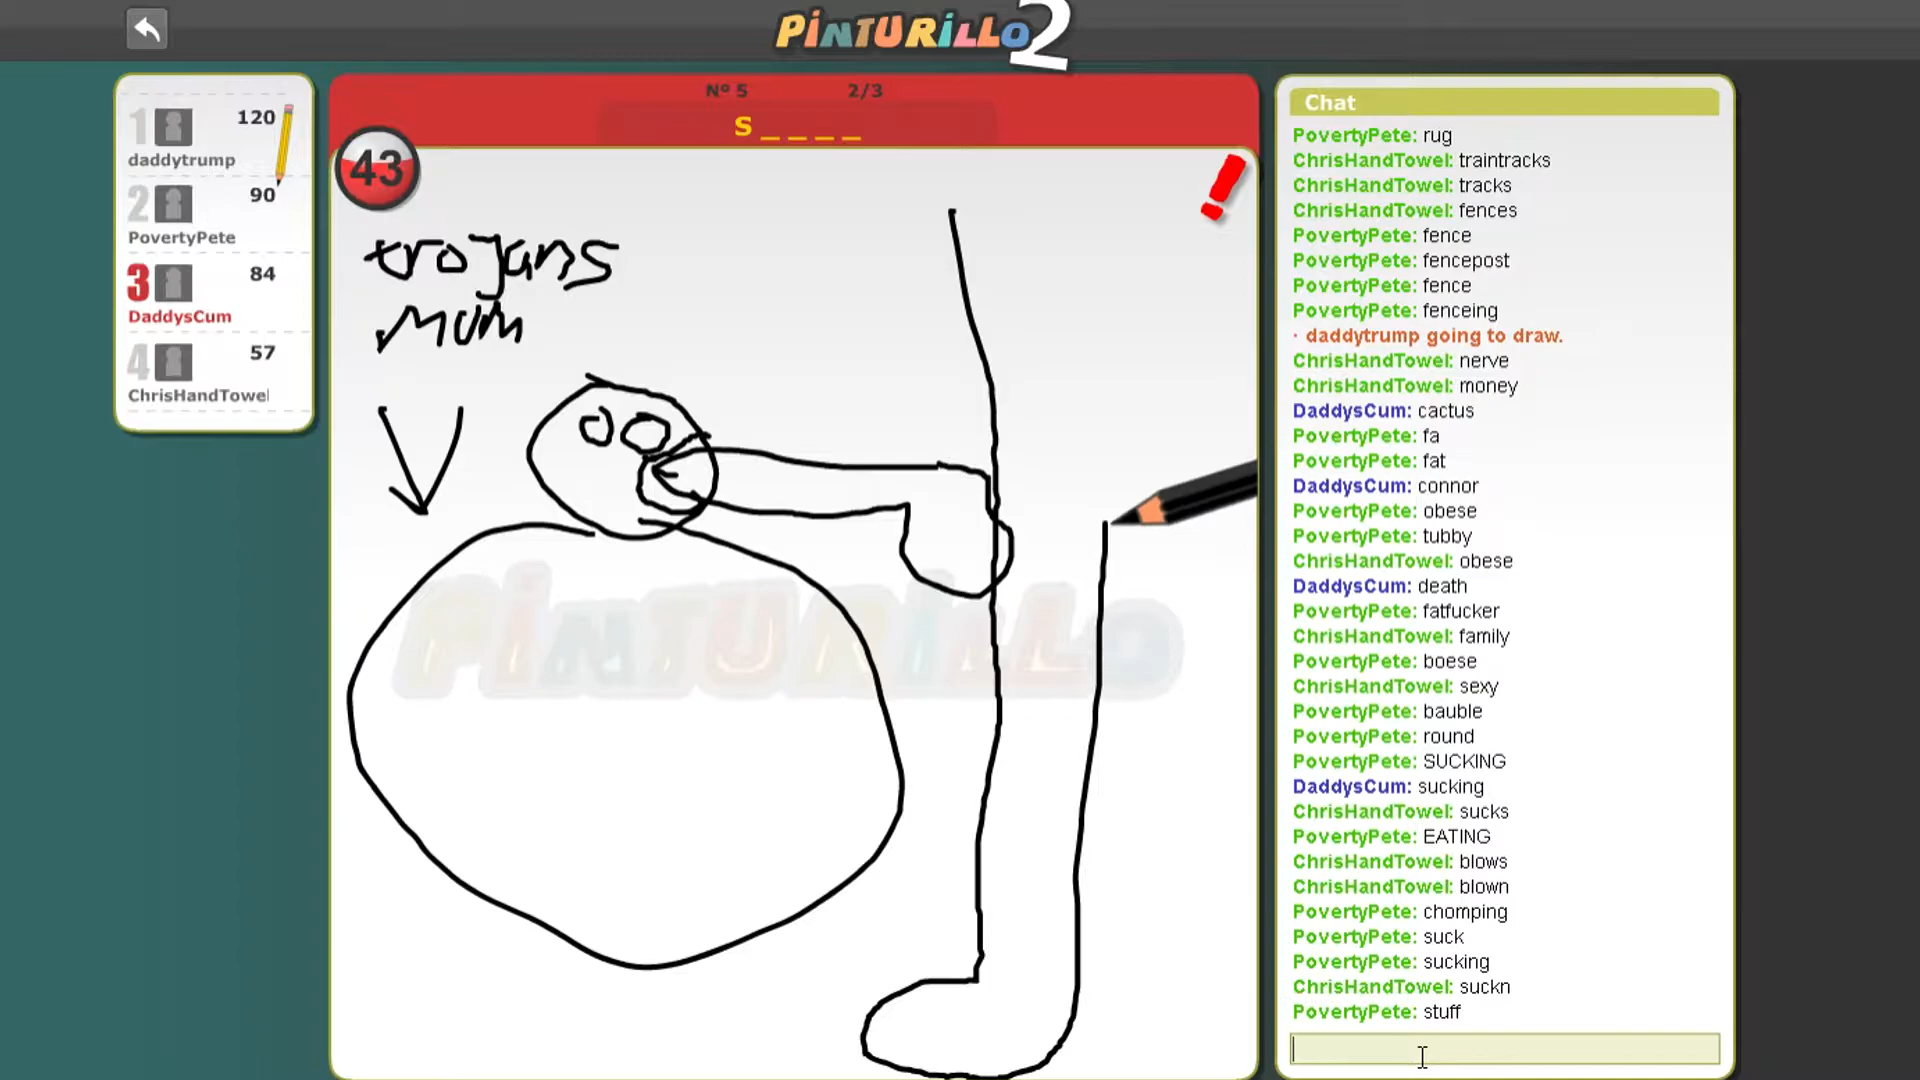 PINTURILLO 2
1 120
daddytrump
2 90
PovertyPete
3 84
DaddysCum
4 57
ChrisHandTowel
Nº 5 2/3
S _ _ _ _
43
trojans
mum
PINTURILLO
Chat
PovertyPete: rug
ChrisHandTowel: traintracks
ChrisHandTowel: tracks
ChrisHandTowel: fences
PovertyPete: fence
PovertyPete: fencepost
PovertyPete: fence
PovertyPete: fenceing
· daddytrump going to draw.
ChrisHandTowel: nerve
ChrisHandTowel: money
DaddysCum: cactus
PovertyPete: fa
PovertyPete: fat
DaddysCum: connor
PovertyPete: obese
PovertyPete: tubby
ChrisHandTowel: obese
DaddysCum: death
PovertyPete: fatfucker
ChrisHandTowel: family
PovertyPete: boese
ChrisHandTowel: sexy
PovertyPete: bauble
PovertyPete: round
PovertyPete: SUCKING
DaddysCum: sucking
ChrisHandTowel: sucks
PovertyPete: EATING
ChrisHandTowel: blows
ChrisHandTowel: blown
PovertyPete: chomping
PovertyPete: suck
PovertyPete: sucking
ChrisHandTowel: suckn
PovertyPete: stuff